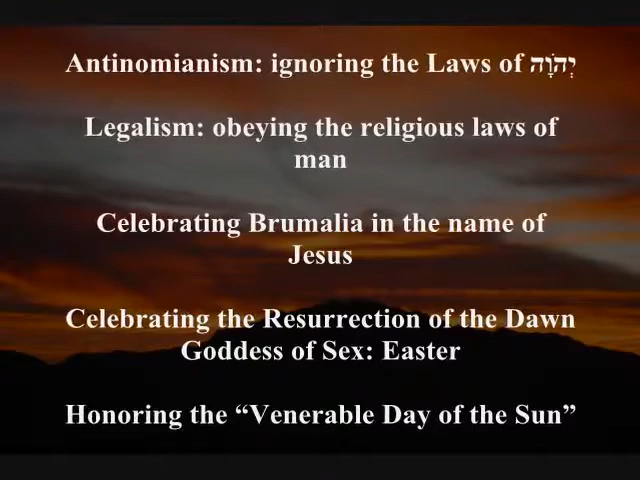 Antinomianism: ignoring the Laws of יְהֹוָה
Legalism: obeying the religious laws of
man
Celebrating Brumalia in the name of
Jesus
Celebrating the Resurrection of the Dawn
Goddess of Sex: Easter
Honoring the “Venerable Day of the Sun”